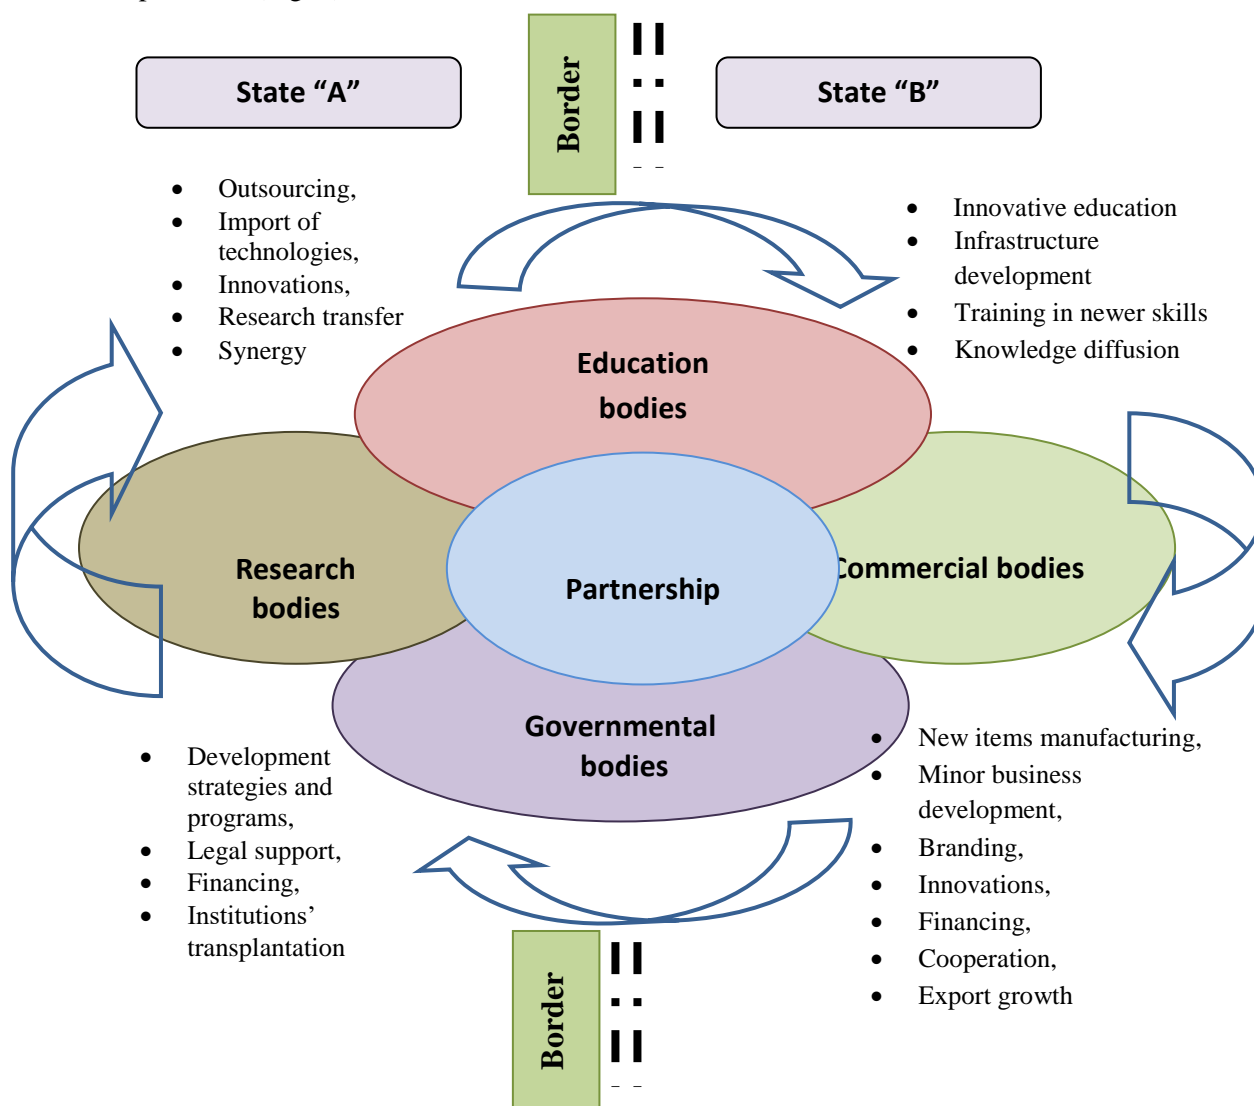 State “A”
Border
State “B”
• Outsourcing,
• Import of
technologies,
• Innovations,
• Research transfer
• Synergy
• Innovative education
• Infrastructure
development
• Training in newer skills
• Knowledge diffusion
Education
bodies
Research
bodies
Partnership
Commercial bodies
Governmental
bodies
• Development
strategies and
programs,
• Legal support,
• Financing,
• Institutions’
transplantation
• New items manufacturing,
• Minor business
development,
• Branding,
• Innovations,
• Financing,
• Cooperation,
• Export growth
Border